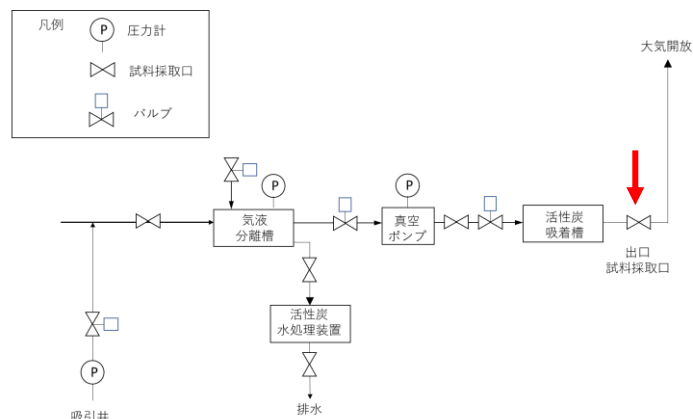 凡例
P
圧力計
試料採取口
バルブ
大気開放
P
P
気液
分離槽
真空
ポンプ
活性炭
吸着槽
出口
試料採取口
活性炭
水処理装置
P
吸引井
排水